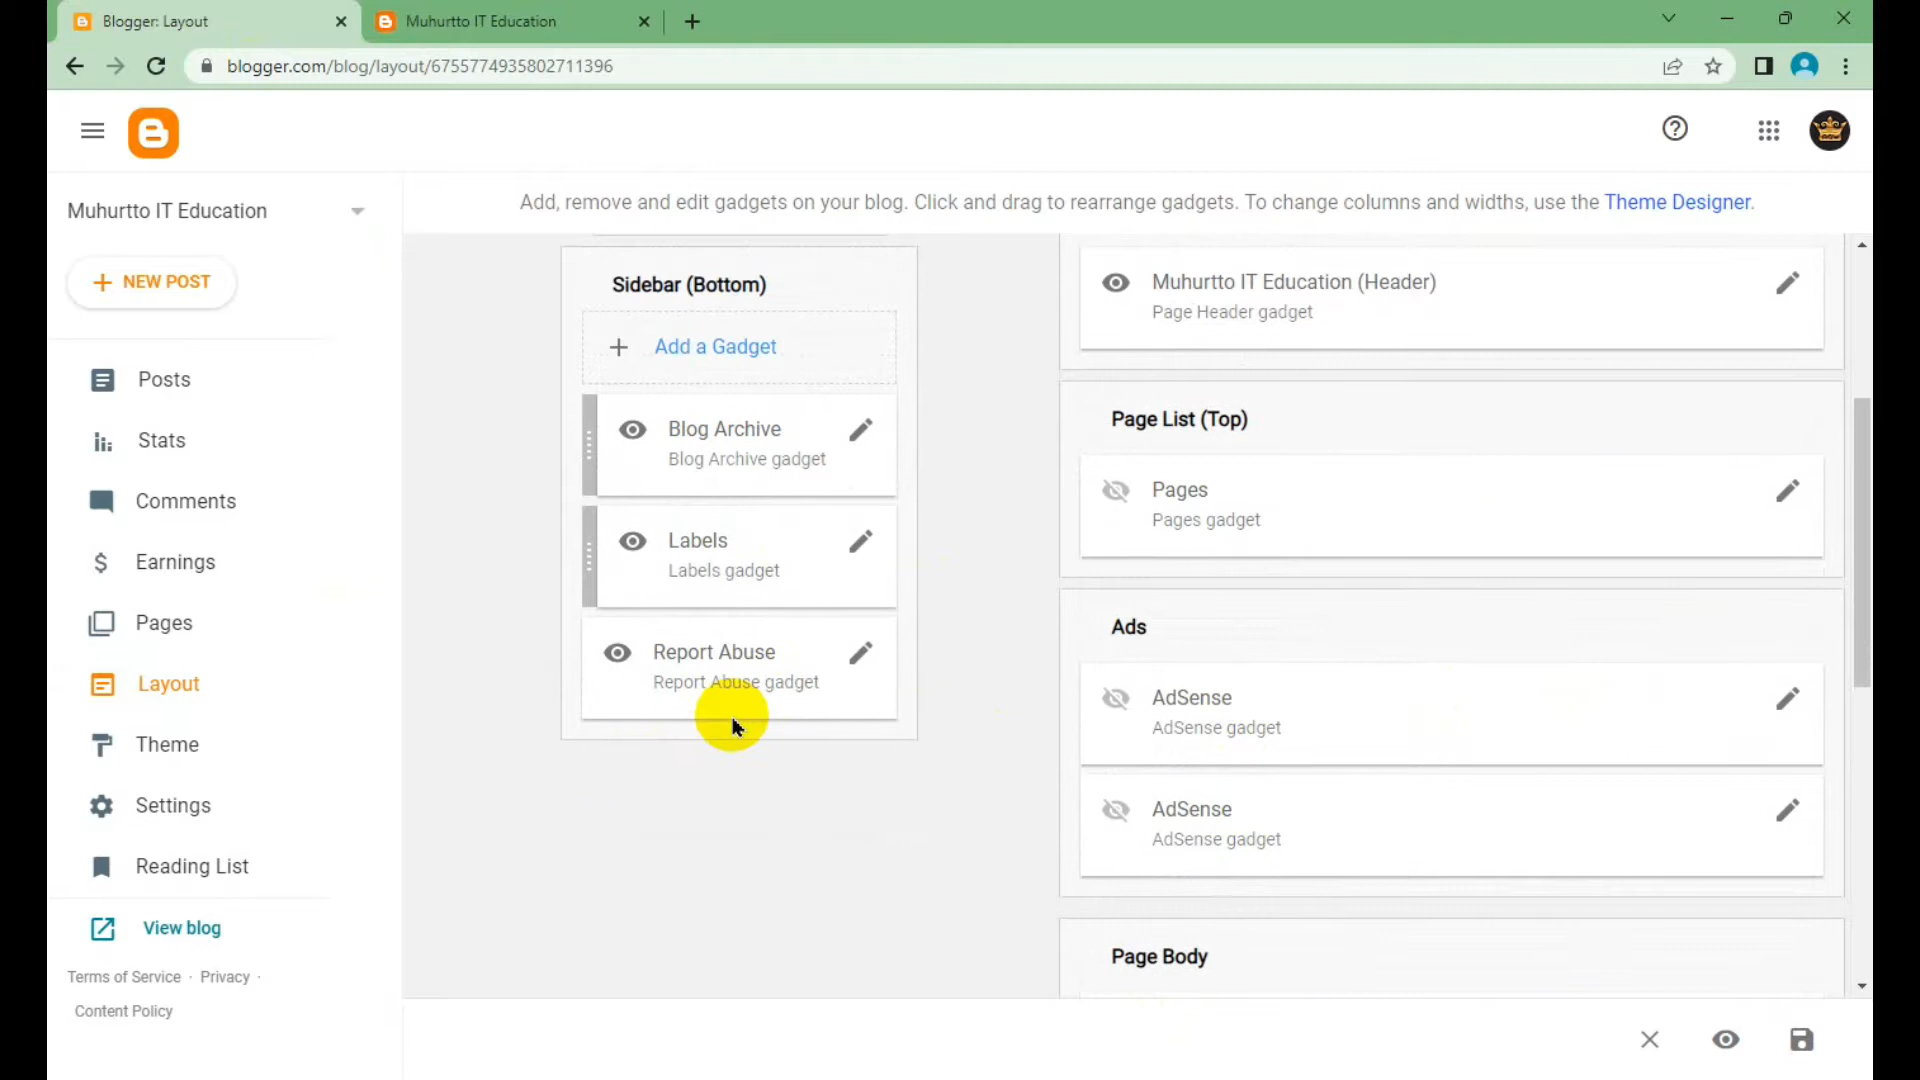 Blogger: Layout
Muhurtto IT Education
blogger.com/blog/layout/6755774935802711396
Add, remove and edit gadgets on your blog. Click and drag to rearrange gadgets. To change columns and widths, use the Theme Designer.
Muhurtto IT Education
NEW POST
Posts
Stats
Comments
Earnings
Pages
Layout
Theme
Settings
Reading List
View blog
Terms of Service · Privacy ·
Content Policy
Sidebar (Bottom)
Add a Gadget
Blog Archive
Blog Archive gadget
Labels
Labels gadget
Report Abuse
Report Abuse gadget
Muhurtto IT Education (Header)
Page Header gadget
Page List (Top)
Pages
Pages gadget
Ads
AdSense
AdSense gadget
AdSense
AdSense gadget
Page Body